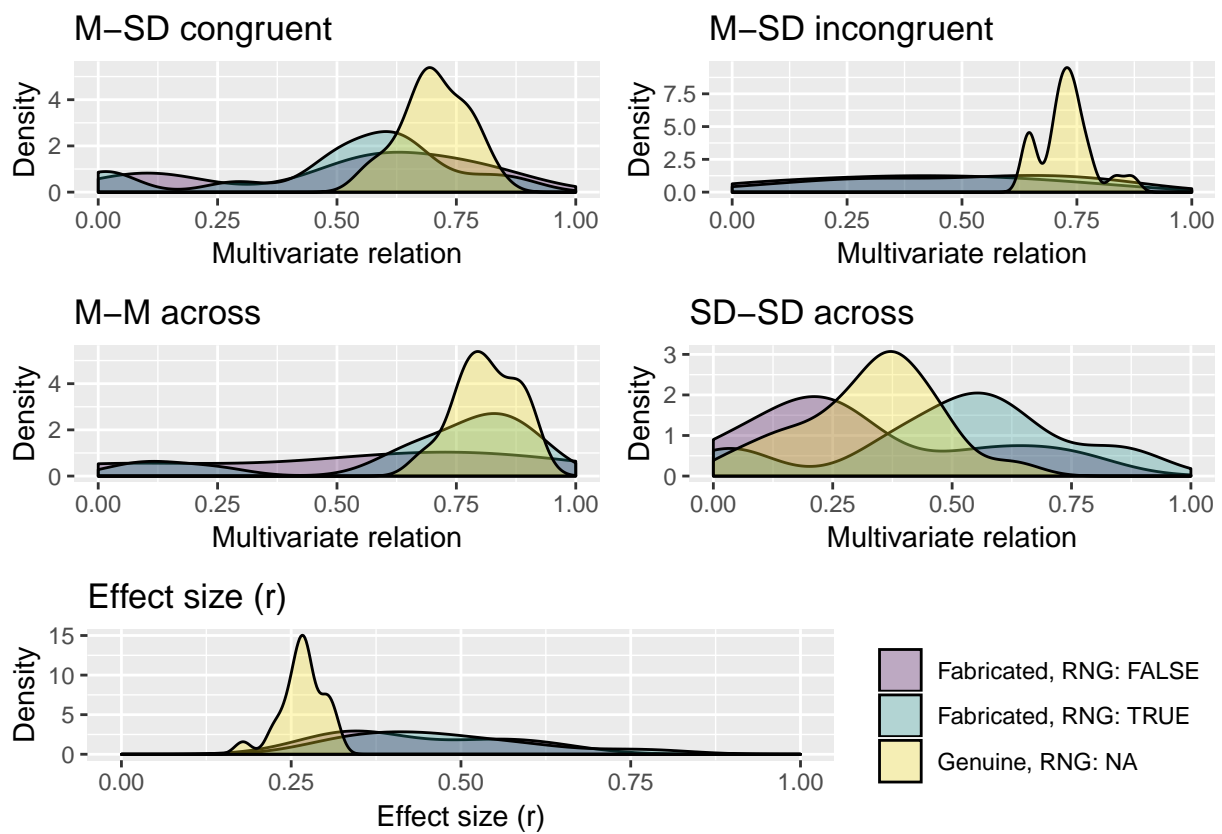 M−SD congruent
Density
4
2
0
0.00 0.25 0.50 0.75 1.00
Multivariate relation
M−SD incongruent
Density
7.5
5.0
2.5
0.0
0.00 0.25 0.50 0.75 1.00
Multivariate relation
M−M across
Density
4
2
0
0.00 0.25 0.50 0.75 1.00
Multivariate relation
SD−SD across
Density
3
2
1
0
0.00 0.25 0.50 0.75 1.00
Multivariate relation
Effect size (r)
Density
15
10
5
0
0.00 0.25 0.50 0.75 1.00
Effect size (r)
Fabricated, RNG: FALSE
Fabricated, RNG: TRUE
Genuine, RNG: NA